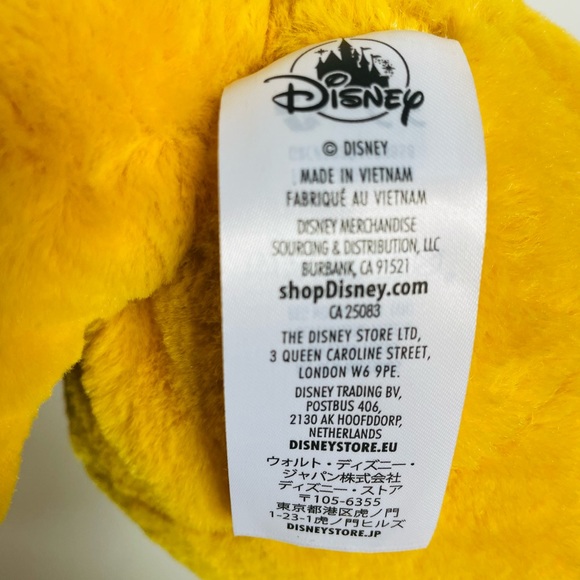 Disney
© DISNEY
MADE IN VIETNAM
FABRIQUÉ AU VIETNAM
DISNEY MERCHANDISE
SOURCING & DISTRIBUTION, LLC
BURBANK, CA 91521
shopDisney.com
CA 25083
THE DISNEY STORE LTD,
3 QUEEN CAROLINE STREET,
LONDON W6 9PE.
DISNEY TRADING BV,
POSTBUS 406,
2130 AK HOOFDDORP,
NETHERLANDS
DISNEYSTORE.EU
ウォルト・ディズニー・
ジャパン株式会社
ディズニー・ストア
〒105-6355
東京都港区虎ノ門
1-23-1虎ノ門ヒルズ
DISNEYSTORE.JP